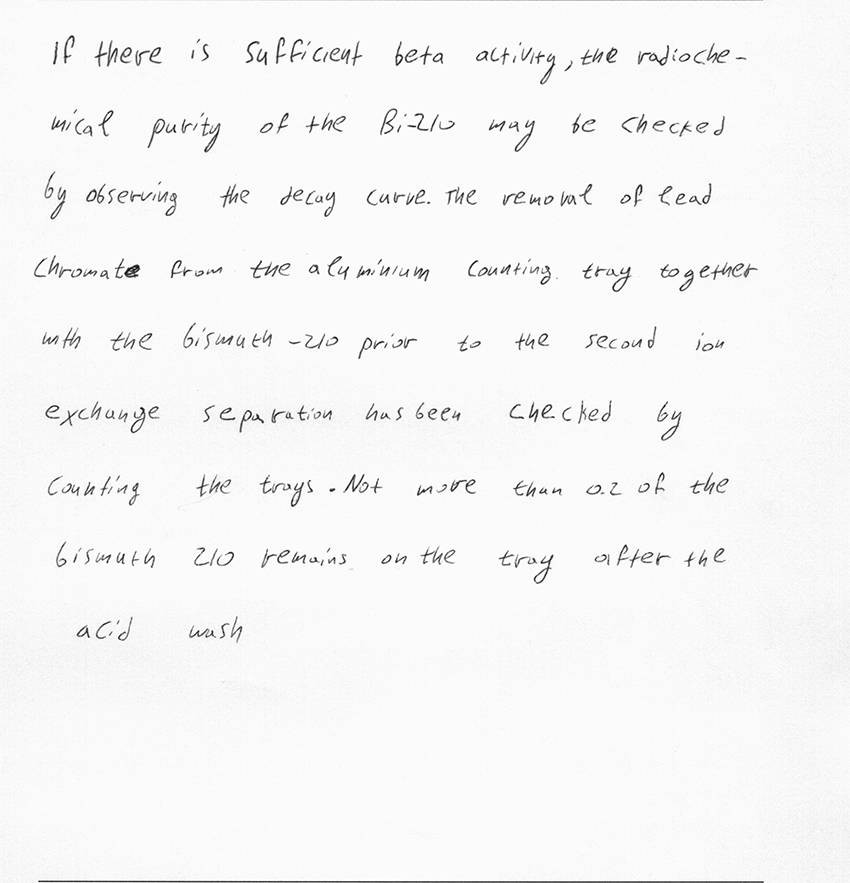 If there is sufficient beta activity, the radioche-
mical purity of the Bi-210 may be checked
by observing the decay curve. The removal of lead
chromate from the aluminium counting tray together
with the bismuth -210 prior to the second ion
exchange separation has been checked by
counting the trays. Not more than 0.2 of the
bismuth 210 remains on the tray after the
acid wash